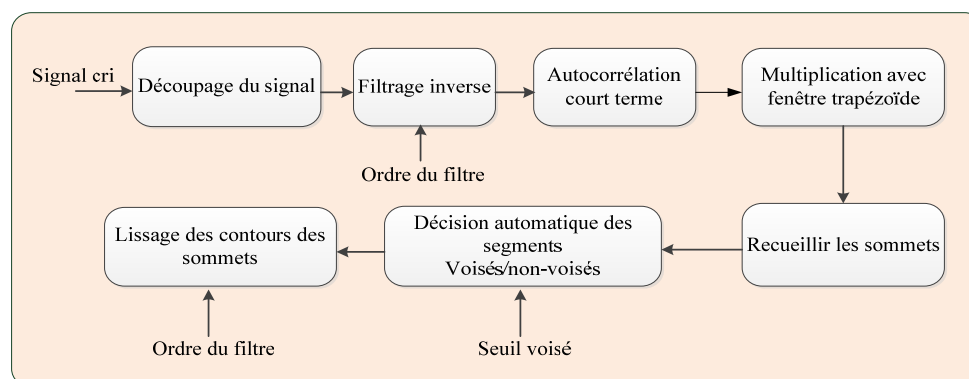 Signal cri
Découpage du signal
Filtrage inverse
Autocorrélation
court terme
Multiplication avec
fenêtre trapézoïde
Ordre du filtre
Lissage des contours des
sommets
Décision automatique des
segments
Voisés/non-voisés
Recueillir les sommets
Ordre du filtre
Seuil voisé